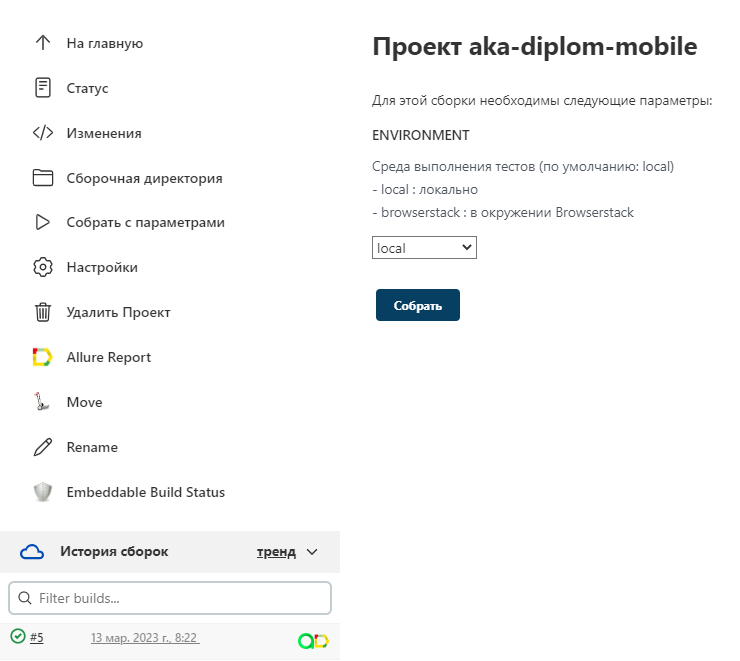 На главную
Статус
Изменения
Сборочная директория
Собрать с параметрами
Настройки
Удалить Проект
Allure Report
Move
Rename
Embeddable Build Status
История сборок
тренд
Filter builds...
#5
13 мар. 2023 г., 8:22
Проект aka-diplom-mobile
Для этой сборки необходимы следующие параметры:
ENVIRONMENT
Среда выполнения тестов (по умолчанию: local)
- local : локально
- browserstack : в окружении Browserstack
local
Собрать